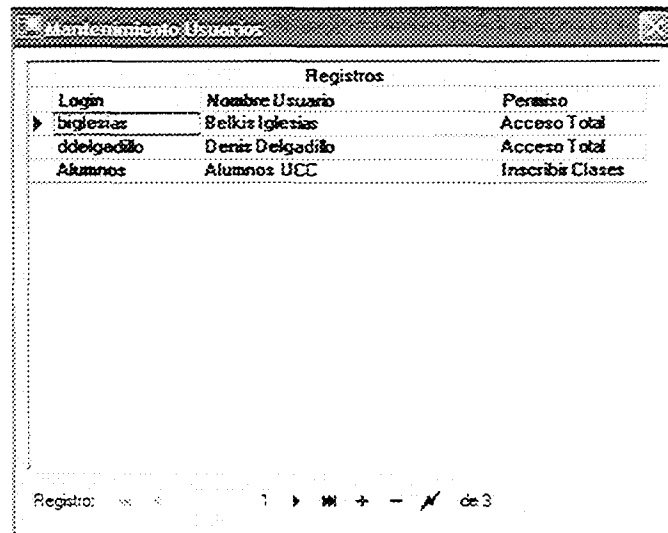 Mantenimiento Usuarios
Registros
Login Nombre Usuario Permiso
biglesias Belkis Iglesias Acceso Total
ddelgadillo Denis Delgadillo Acceso Total
Alumnos Alumnos UCC Inscribir Clases
Registro: 1 de 3